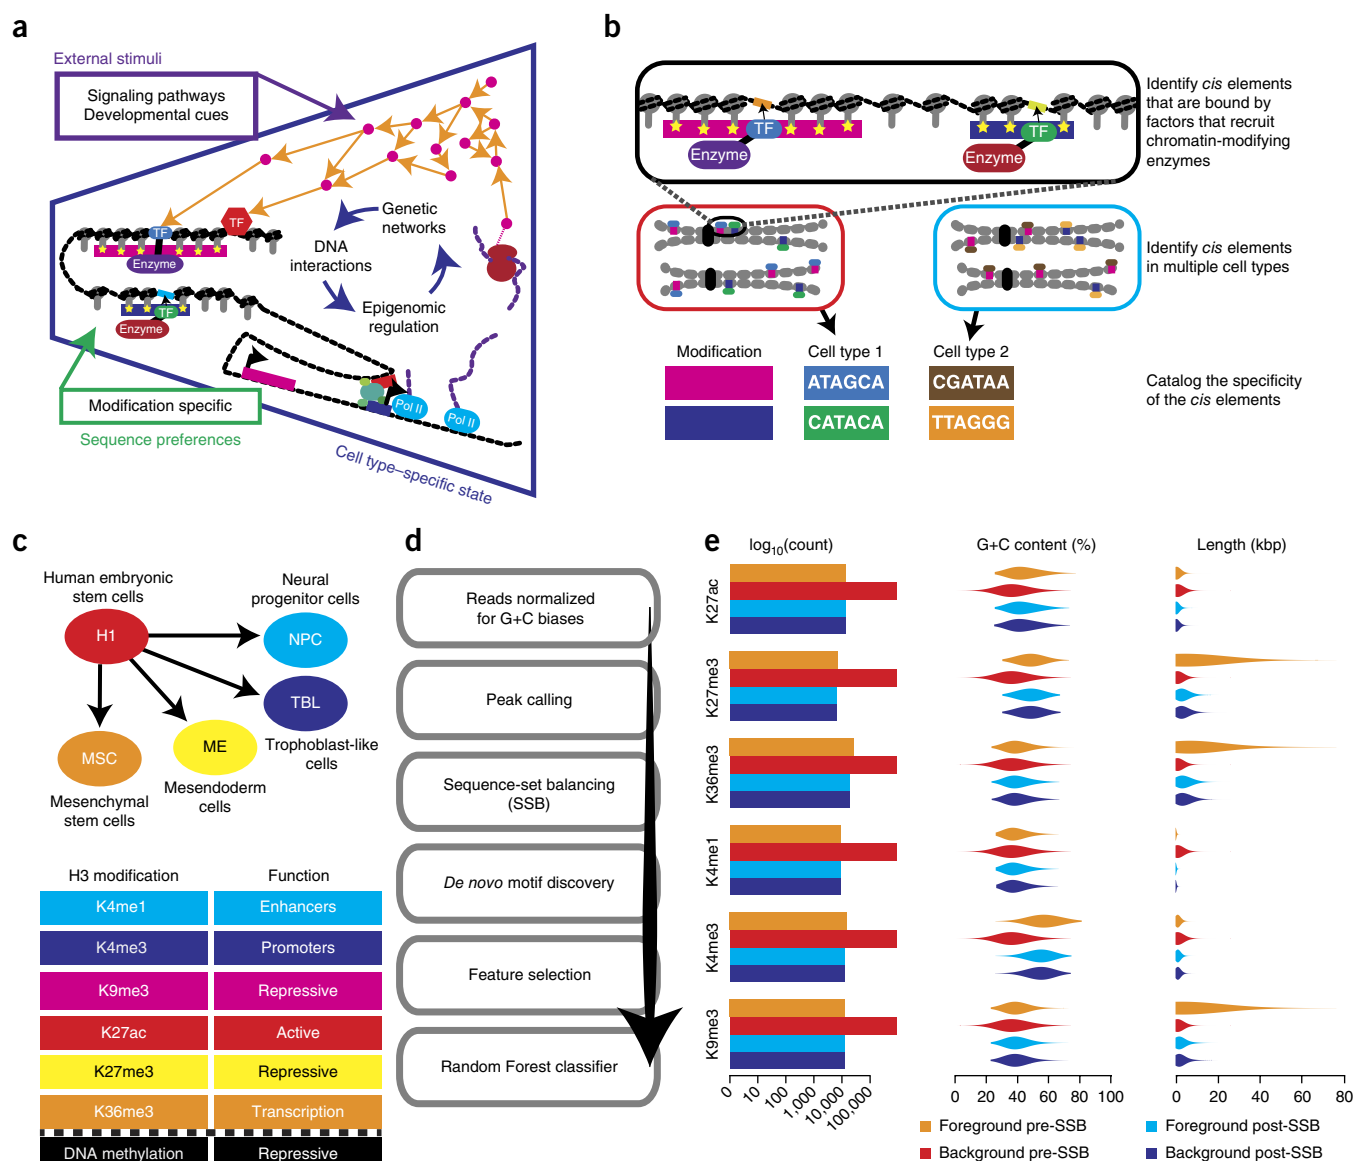 a
External stimuli
Signaling pathways
Developmental cues
TF
TF
Enzyme
Genetic
networks
DNA
interactions
Epigenomic
regulation
TF
Enzyme
Modification specific
Sequence preferences
Pol II
Pol II
Cell type–specific state
b
TF
Enzyme
TF
Enzyme
Identify cis elements
that are bound by
factors that recruit
chromatin-modifying
enzymes
Identify cis elements
in multiple cell types
Modification
Cell type 1
Cell type 2
ATAGCA
CGATAA
CATACA
TTAGGG
Catalog the specificity
of the cis elements
c
Human embryonic
stem cells
Neural
progenitor cells
H1
NPC
TBL
Trophoblast-like
cells
ME
Mesendoderm
cells
MSC
Mesenchymal
stem cells
H3 modification
Function
K4me1
Enhancers
K4me3
Promoters
K9me3
Repressive
K27ac
Active
K27me3
Repressive
K36me3
Transcription
DNA methylation
Repressive
d
Reads normalized
for G+C biases
Peak calling
Sequence-set balancing
(SSB)
De novo motif discovery
Feature selection
Random Forest classifier
e
log10(count)
G+C content (%)
Length (kbp)
K27ac
K27me3
K36me3
K4me1
K4me3
K9me3
0
10
100
1,000
10,000
100,000
0 20 40 60 80 100
0 20 40 60 80
Foreground pre-SSB
Background pre-SSB
Foreground post-SSB
Background post-SSB